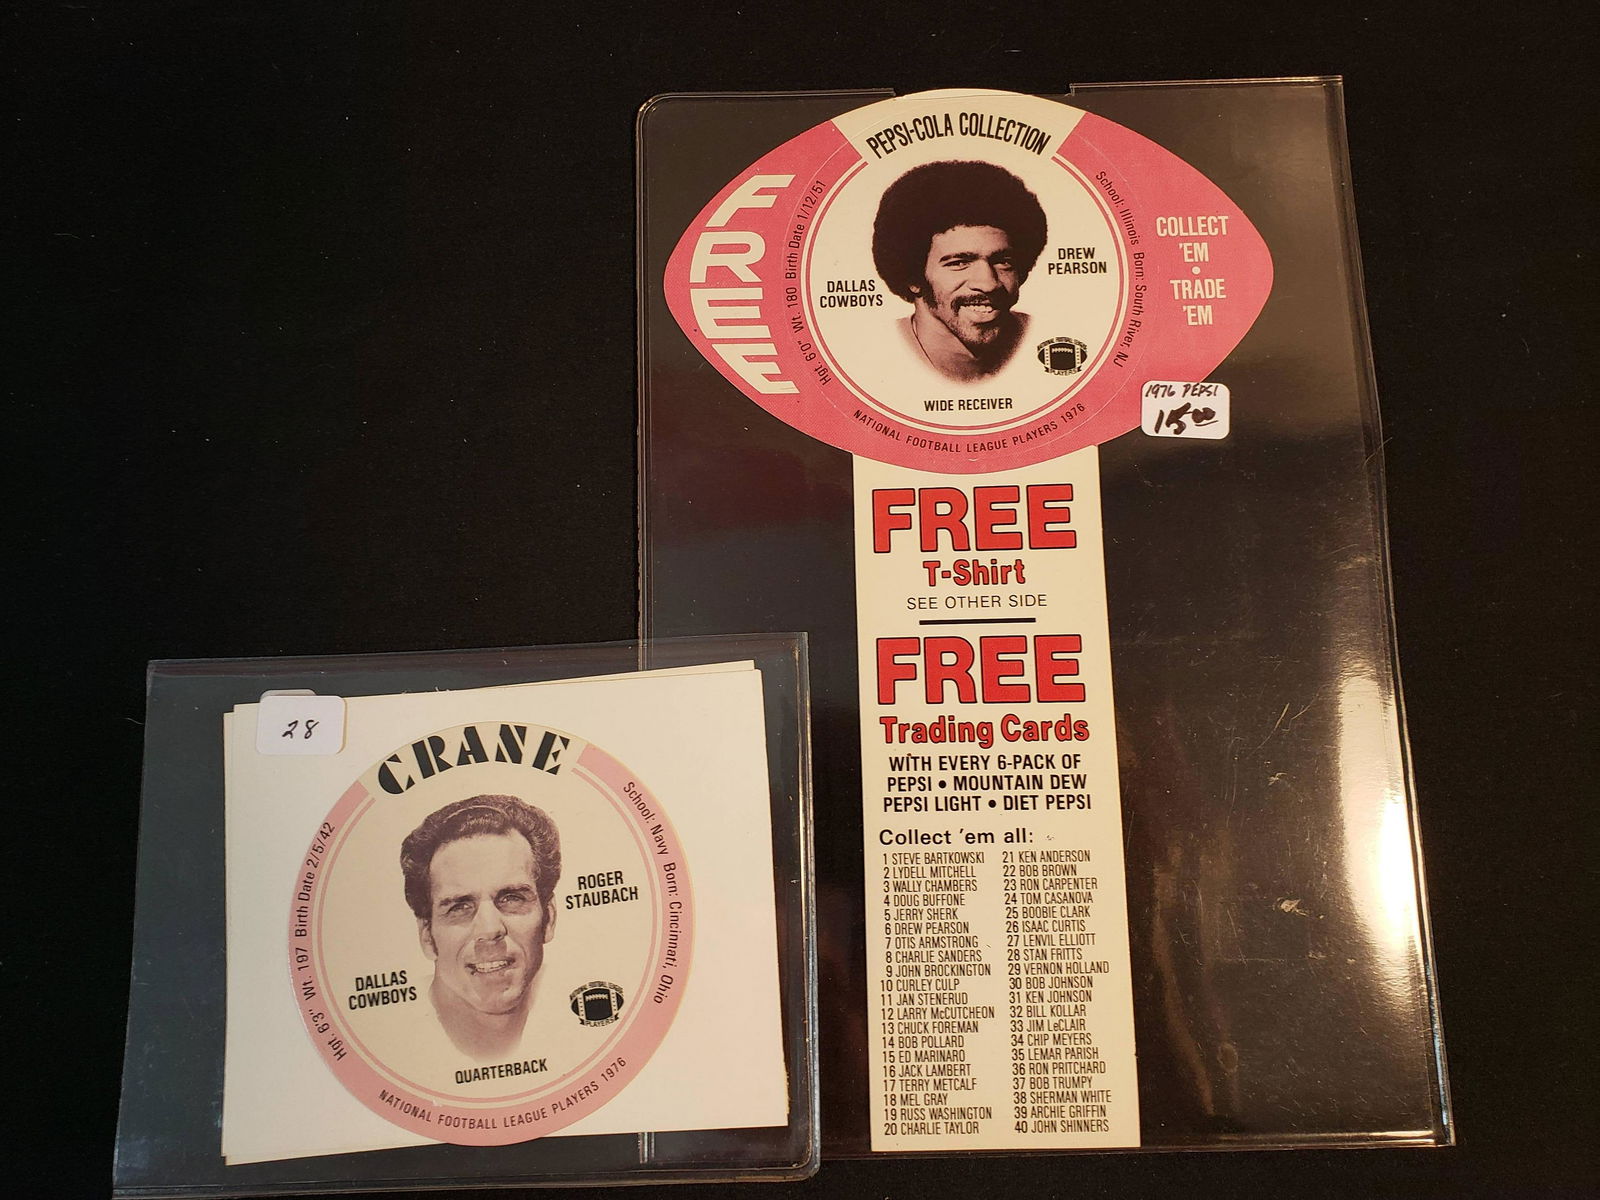 PEPSI-COLA COLLECTION
FREE
Hgt. 6'0" Wt. 180 Birth Date 1/12/51
School: Illinois Born: South River, NJ
DALLAS
COWBOYS
DREW
PEARSON
COLLECT
'EM
•
TRADE
'EM
NATIONAL FOOTBALL LEAGUE
PLAYERS
WIDE RECEIVER
NATIONAL FOOTBALL LEAGUE PLAYERS 1976
1976 PEPSI
15.00
FREE
T-Shirt
SEE OTHER SIDE
FREE
Trading Cards
WITH EVERY 6-PACK OF
PEPSI • MOUNTAIN DEW
PEPSI LIGHT • DIET PEPSI
Collect 'em all:
1 STEVE BARTKOWSKI
2 LYDELL MITCHELL
3 WALLY CHAMBERS
4 DOUG BUFFONE
5 JERRY SHERK
6 DREW PEARSON
7 OTIS ARMSTRONG
8 CHARLIE SANDERS
9 JOHN BROCKINGTON
10 CURLEY CULP
11 JAN STENERUD
12 LARRY McCUTCHEON
13 CHUCK FOREMAN
14 BOB POLLARD
15 ED MARINARO
16 JACK LAMBERT
17 TERRY METCALF
18 MEL GRAY
19 RUSS WASHINGTON
20 CHARLIE TAYLOR
21 KEN ANDERSON
22 BOB BROWN
23 RON CARPENTER
24 TOM CASANOVA
25 BOOBIE CLARK
26 ISAAC CURTIS
27 LENVIL ELLIOTT
28 STAN FRITTS
29 VERNON HOLLAND
30 BOB JOHNSON
31 KEN JOHNSON
32 BILL KOLLAR
33 JIM LeCLAIR
34 CHIP MEYERS
35 LEMAR PARISH
36 RON PRITCHARD
37 BOB TRUMPY
38 SHERMAN WHITE
39 ARCHIE GRIFFIN
40 JOHN SHINNERS
28
CRANE
Hgt. 6'3" Wt. 197 Birth Date 2/5/42
School: Navy Born: Cincinnati, Ohio
ROGER
STAUBACH
DALLAS
COWBOYS
NATIONAL FOOTBALL LEAGUE
PLAYERS
QUARTERBACK
NATIONAL FOOTBALL LEAGUE PLAYERS 1976